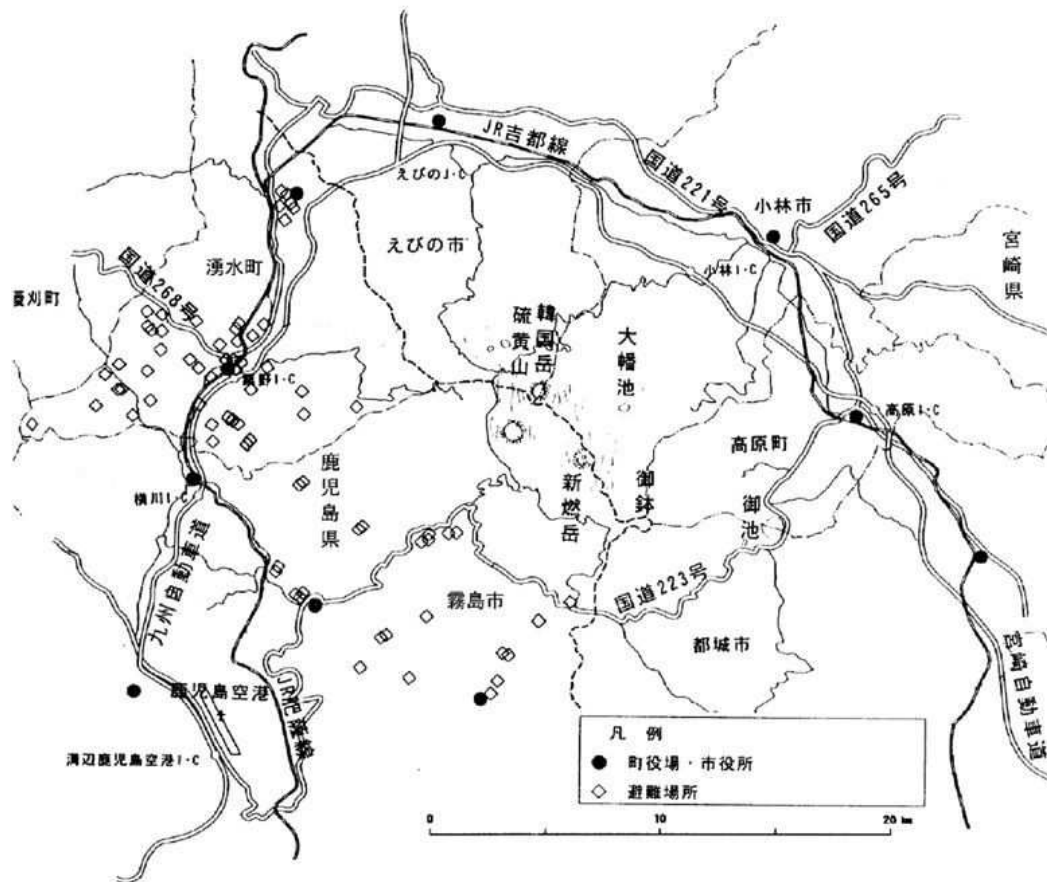 JR吉都線
えびのJ・C
国道221号
小林市
国道265号
えびの市
小林I・C
宮崎県
湧水町
国道268号
菱刈町
硫黄山
韓国岳
大幡池
栗野I・C
高原I・C
高原町
鹿児島県
新燃岳
御鉢
御池
横川I・C
九州自動車道
国道223号
霧島市
都城市
鹿児島空港
JR肥薩線
宮崎自動車道
溝辺鹿児島空港I・C
凡 例
町役場・市役所
避難場所
0 10 20 km